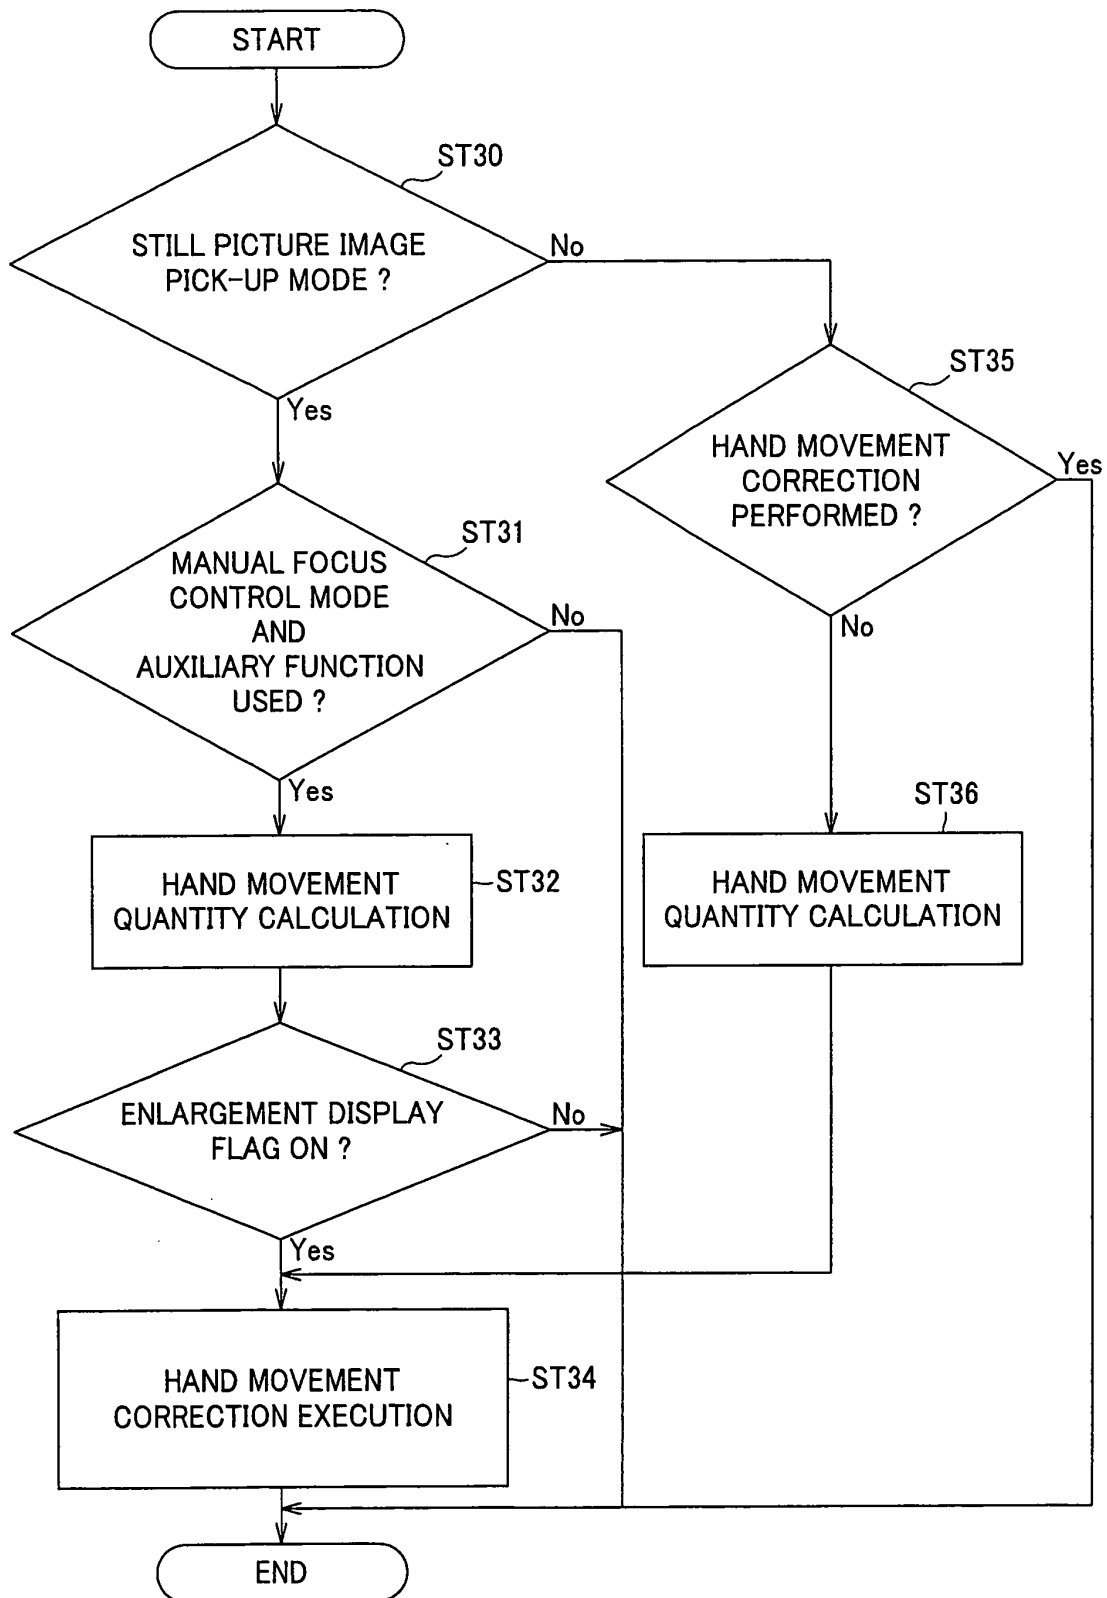 START
ST30
STILL PICTURE IMAGE
PICK-UP MODE ?
No
Yes
ST35
HAND MOVEMENT
CORRECTION
PERFORMED ?
Yes
No
ST31
MANUAL FOCUS
CONTROL MODE
AND
AUXILIARY FUNCTION
USED ?
No
Yes
ST32
HAND MOVEMENT
QUANTITY CALCULATION
ST36
HAND MOVEMENT
QUANTITY CALCULATION
ST33
ENLARGEMENT DISPLAY
FLAG ON ?
No
Yes
HAND MOVEMENT
CORRECTION EXECUTION
ST34
END